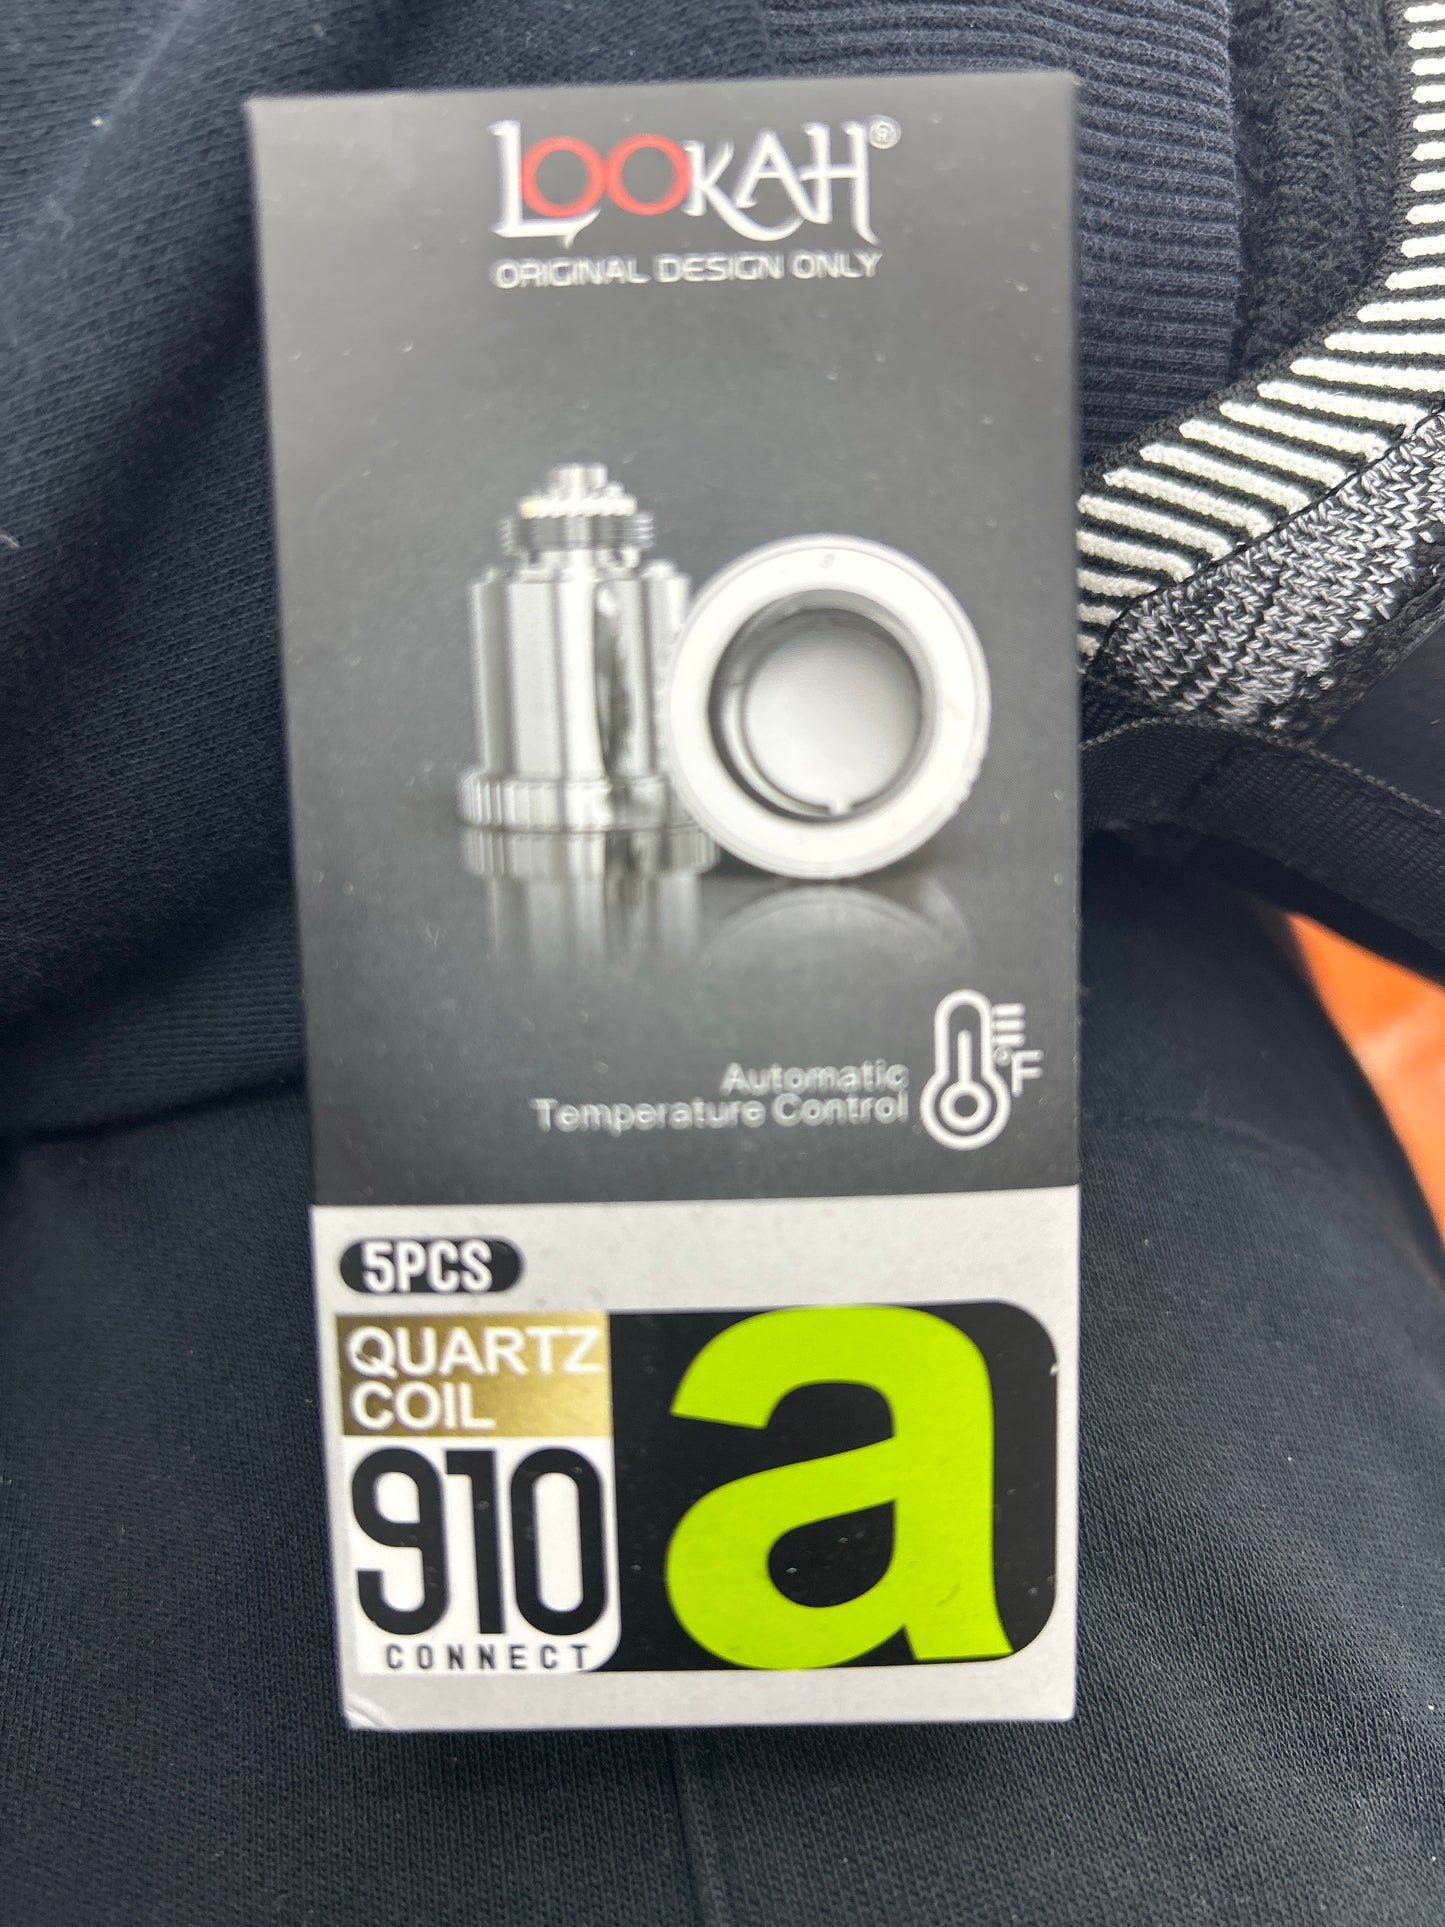 LOOKAH®
ORIGINAL DESIGN ONLY
Automatic
Temperature Control
°F
5PCS
QUARTZ
COIL
910
CONNECT
a